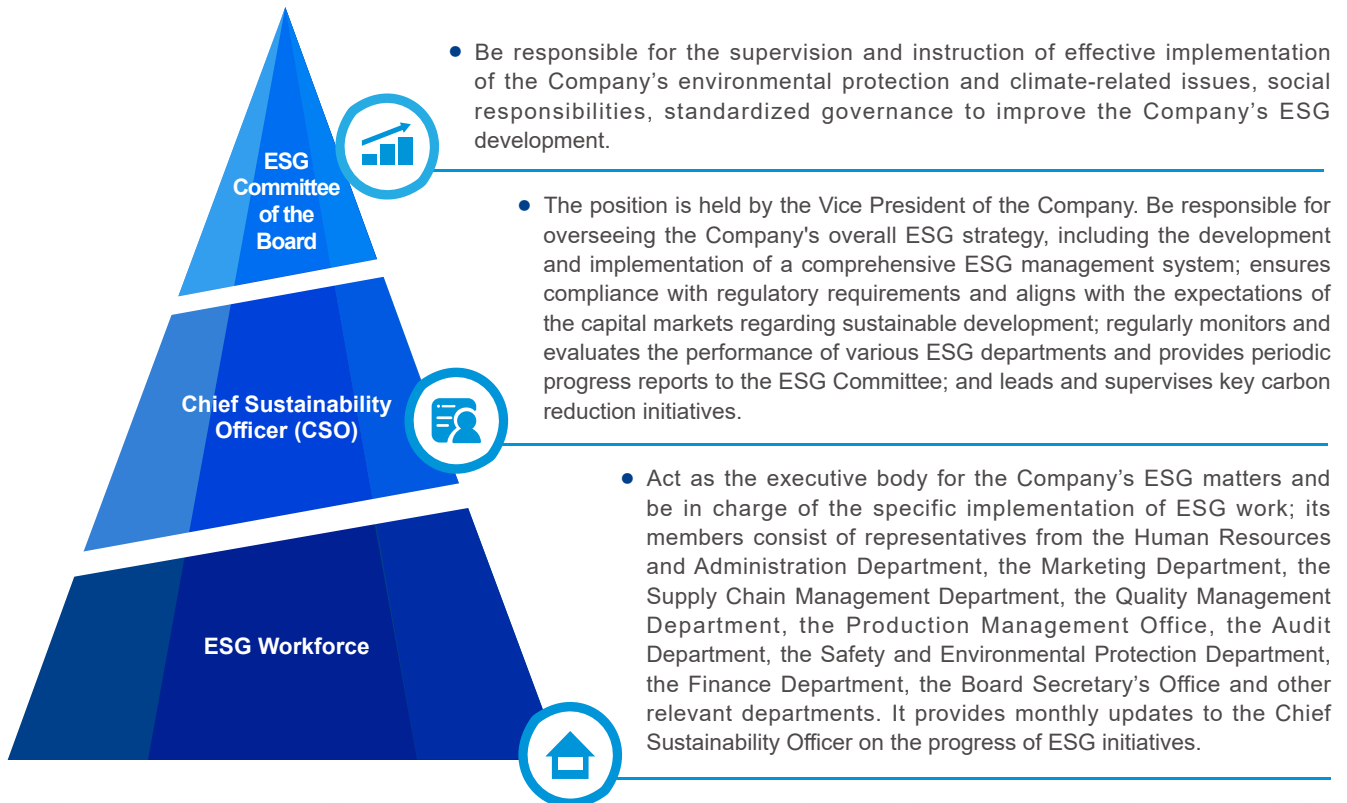 ESG
Committee
of the
Board
● Be responsible for the supervision and instruction of effective implementation
of the Company’s environmental protection and climate-related issues, social
responsibilities, standardized governance to improve the Company’s ESG
development.
Chief Sustainability
Officer (CSO)
● The position is held by the Vice President of the Company. Be responsible for
overseeing the Company's overall ESG strategy, including the development
and implementation of a comprehensive ESG management system; ensures
compliance with regulatory requirements and aligns with the expectations of
the capital markets regarding sustainable development; regularly monitors and
evaluates the performance of various ESG departments and provides periodic
progress reports to the ESG Committee; and leads and supervises key carbon
reduction initiatives.
ESG Workforce
● Act as the executive body for the Company’s ESG matters and
be in charge of the specific implementation of ESG work; its
members consist of representatives from the Human Resources
and Administration Department, the Marketing Department, the
Supply Chain Management Department, the Quality Management
Department, the Production Management Office, the Audit
Department, the Safety and Environmental Protection Department,
the Finance Department, the Board Secretary’s Office and other
relevant departments. It provides monthly updates to the Chief
Sustainability Officer on the progress of ESG initiatives.